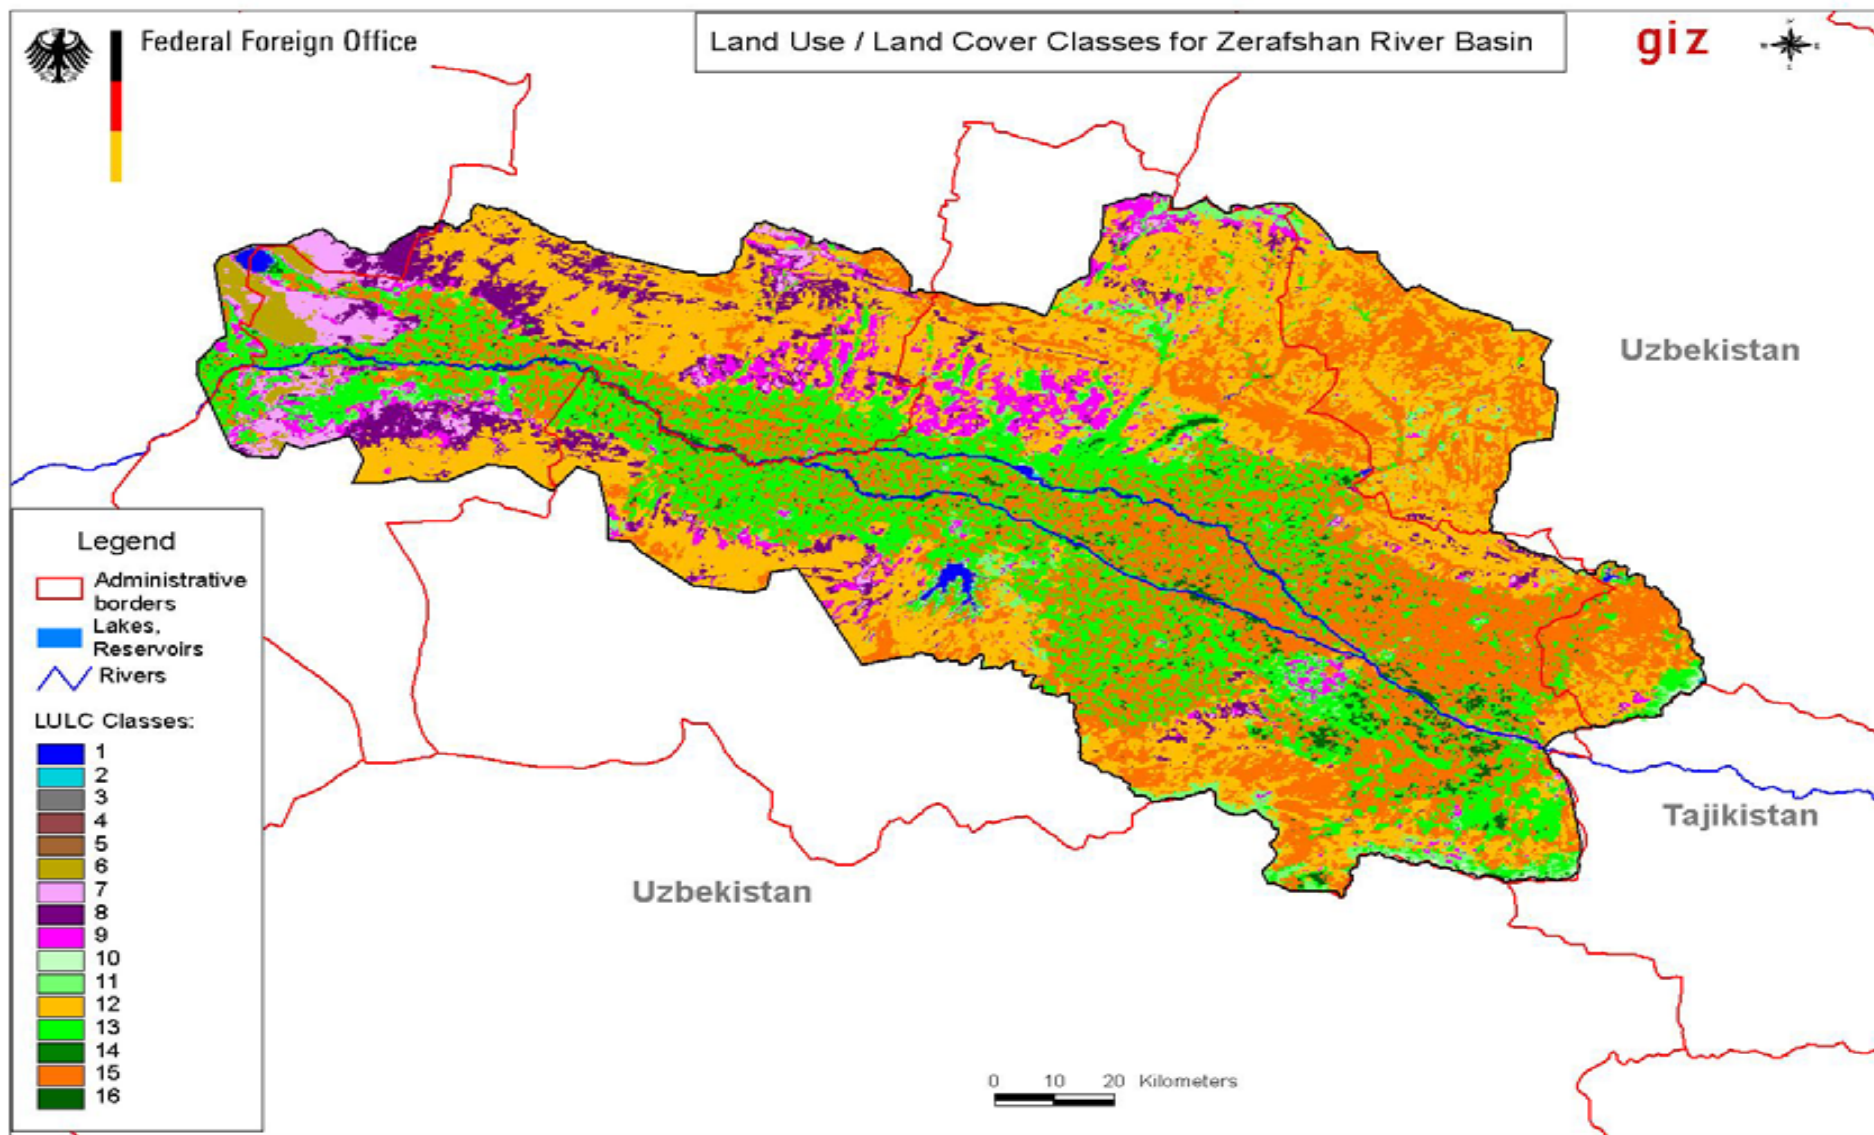 Federal Foreign Office
Land Use / Land Cover Classes for Zerafshan River Basin
giz
Uzbekistan
Legend
Administrative
borders
Lakes,
Reservoirs
Rivers
LULC Classes:
1
2
3
4
5
6
7
8
9
10
11
12
13
14
15
16
Uzbekistan
Tajikistan
0 10 20 Kilometers